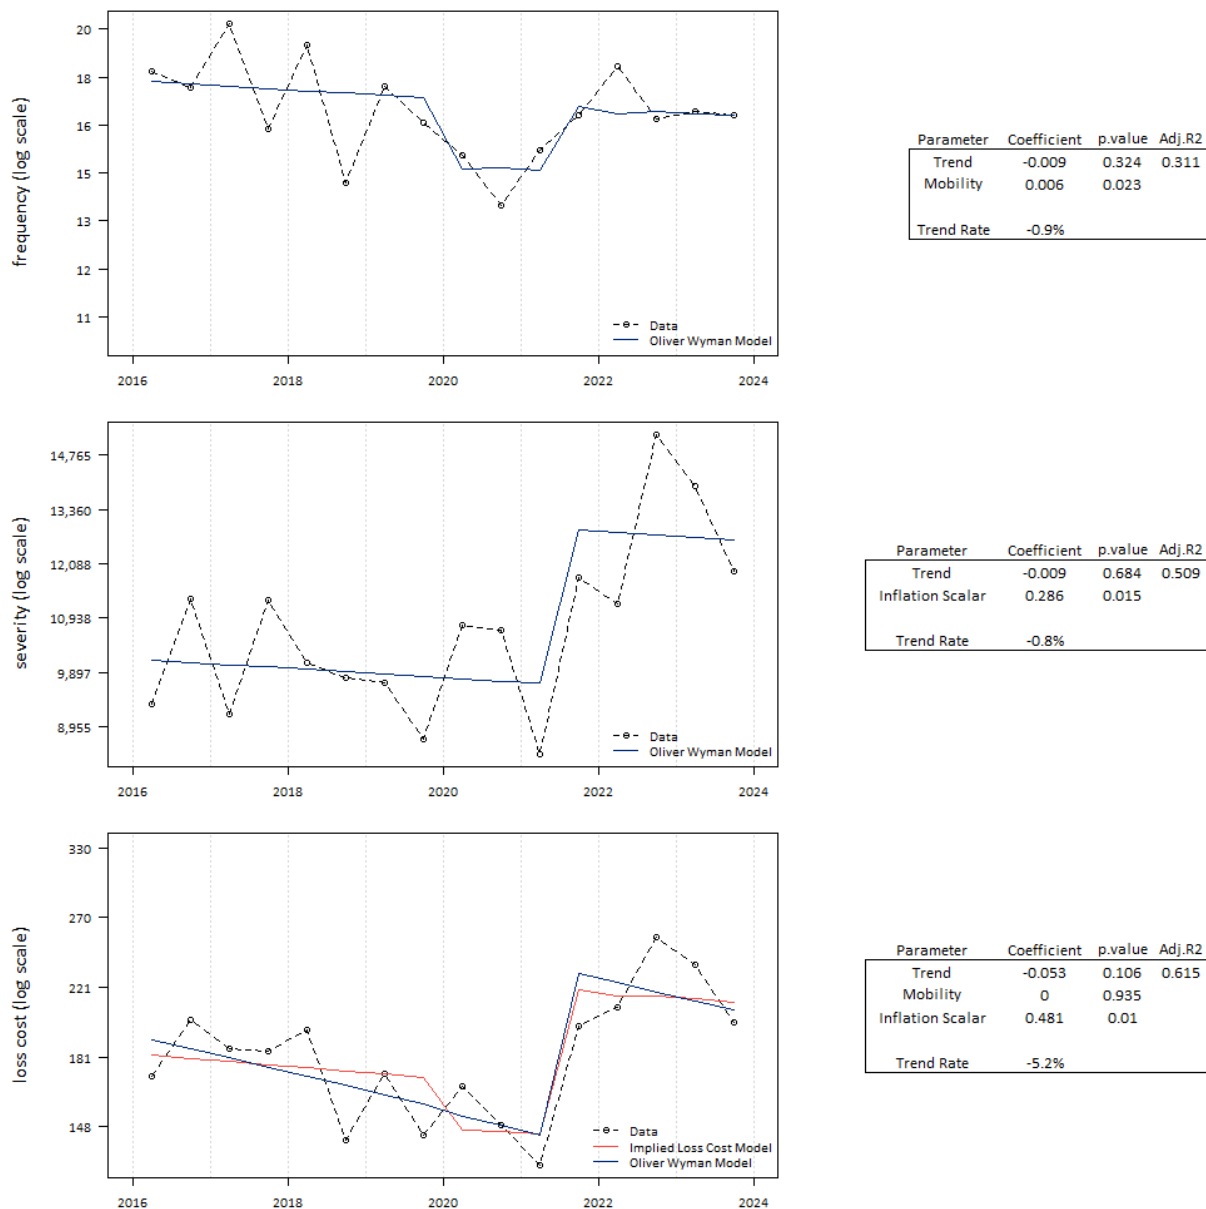 frequency (log scale)
20
18
16
15
13
12
11
Data
Oliver Wyman Model
2016 2018 2020 2022 2024
Parameter Coefficient p.value Adj.R2
Trend -0.009 0.324 0.311
Mobility 0.006 0.023
Trend Rate -0.9%
severity (log scale)
14,765
13,360
12,088
10,938
9,897
8,955
Data
Oliver Wyman Model
2016 2018 2020 2022 2024
Parameter Coefficient p.value Adj.R2
Trend -0.009 0.684 0.509
Inflation Scalar 0.286 0.015
Trend Rate -0.8%
loss cost (log scale)
330
270
221
181
148
Data
Implied Loss Cost Model
Oliver Wyman Model
2016 2018 2020 2022 2024
Parameter Coefficient p.value Adj.R2
Trend -0.053 0.106 0.615
Mobility 0 0.935
Inflation Scalar 0.481 0.01
Trend Rate -5.2%